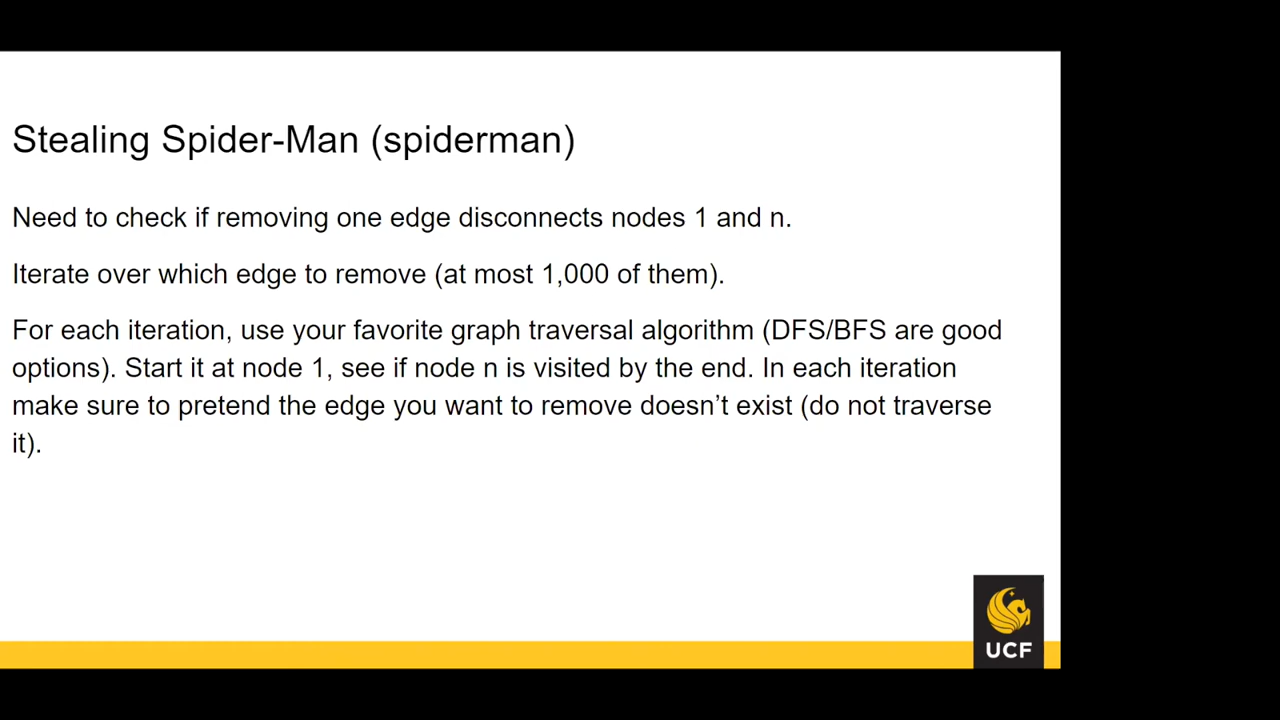 Stealing Spider-Man (spiderman)
Need to check if removing one edge disconnects nodes 1 and n.
Iterate over which edge to remove (at most 1,000 of them).
For each iteration, use your favorite graph traversal algorithm (DFS/BFS are good
options). Start it at node 1, see if node n is visited by the end. In each iteration
make sure to pretend the edge you want to remove doesn’t exist (do not traverse
it).
UCF